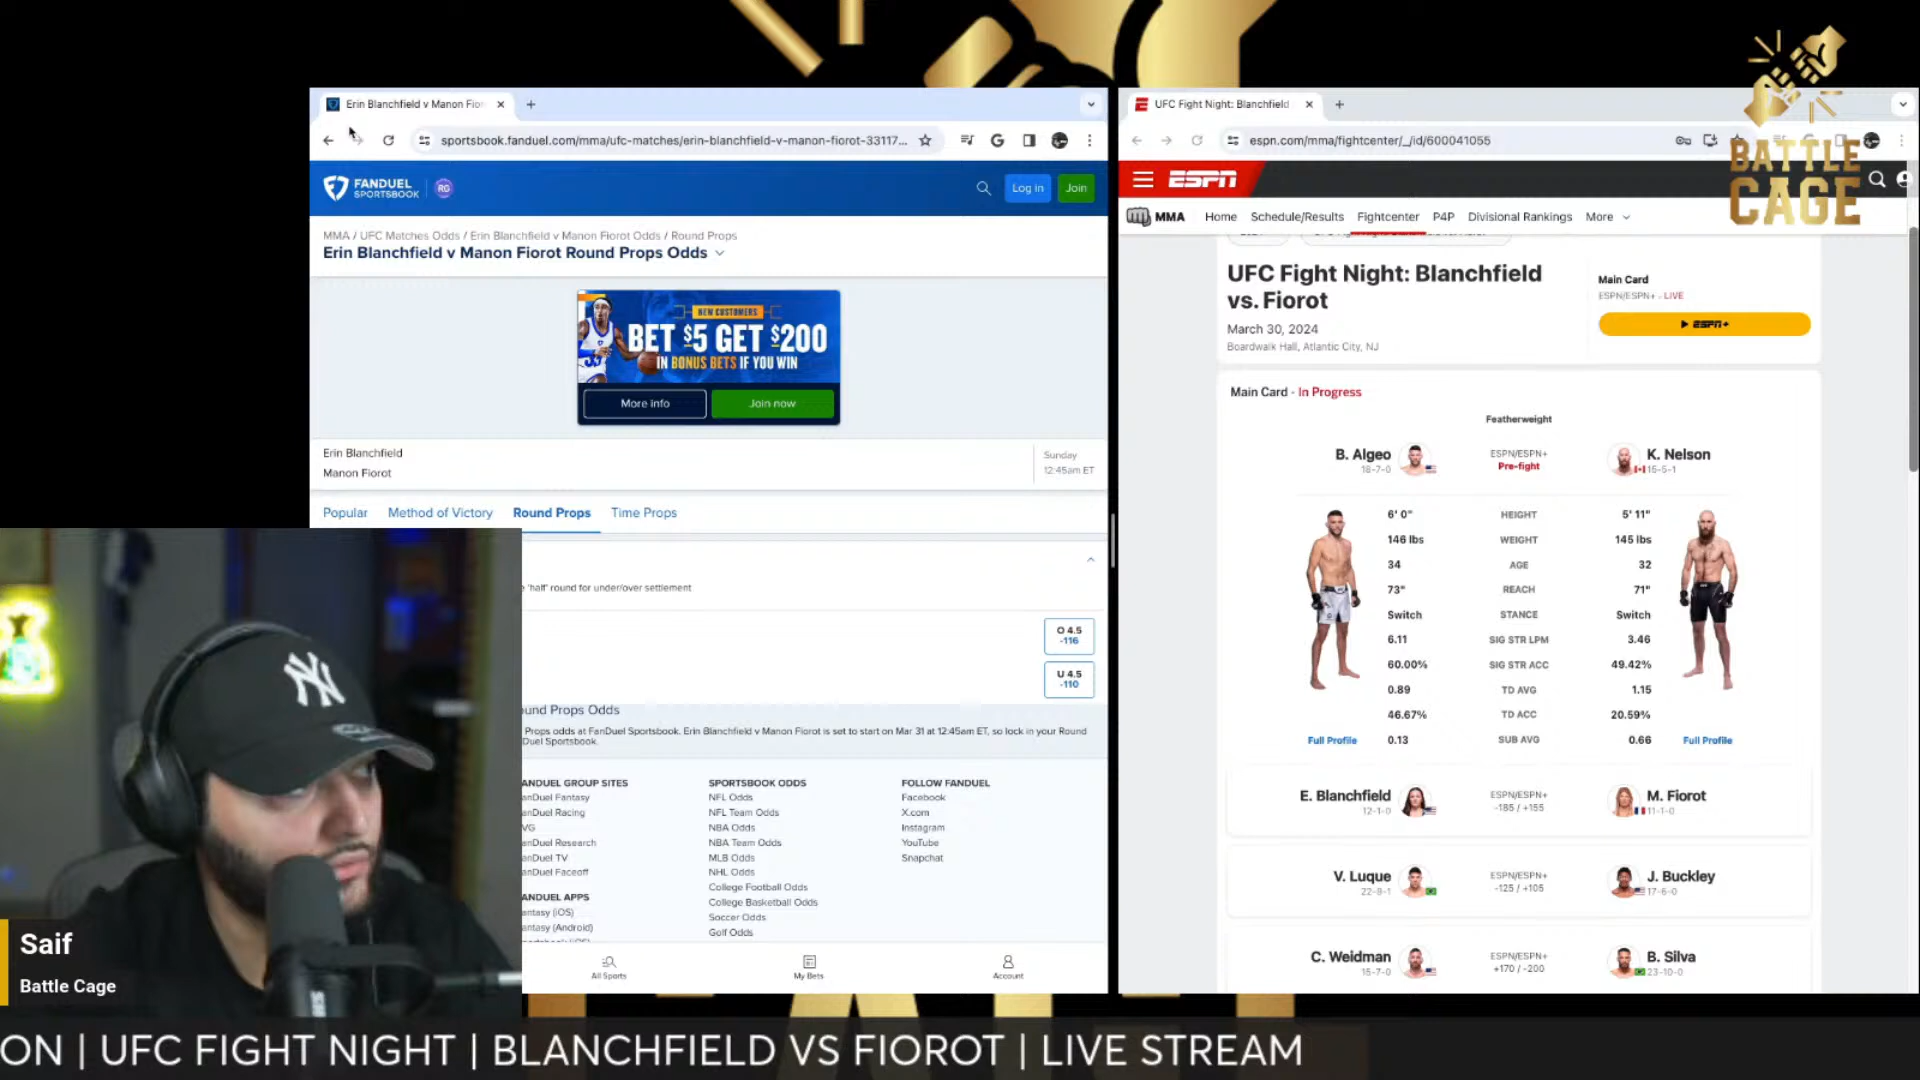 Erin Blanchfield v Manon Fior
sportsbook.fanduel.com/mma/ufc-matches/erin-blanchfield-v-manon-fiorot-33117...
FANDUEL
SPORTSBOOK
RG
Log in
Join
MMA / UFC Matches Odds / Erin Blanchfield v Manon Fiorot Odds / Round Props
Erin Blanchfield v Manon Fiorot Round Props Odds
NEW CUSTOMERS
BET $5 GET $200
IN BONUS BETS IF YOU WIN
More info
Join now
Erin Blanchfield
Manon Fiorot
Sunday
12:45am ET
Popular
Method of Victory
Round Props
Time Props
'half' round for under/over settlement
O 4.5
-116
U 4.5
-110
und Props Odds
Props odds at FanDuel Sportsbook. Erin Blanchfield v Manon Fiorot is set to start on Mar 31 at 12:45am ET, so lock in your Round
Duel Sportsbook.
ANDUEL GROUP SITES
anDuel Fantasy
anDuel Racing
VG
anDuel Research
anDuel TV
anDuel Faceoff
ANDUEL APPS
antasy (iOS)
antasy (Android)
SPORTSBOOK ODDS
NFL Odds
NFL Team Odds
NBA Odds
NBA Team Odds
MLB Odds
NHL Odds
College Football Odds
College Basketball Odds
Soccer Odds
Golf Odds
FOLLOW FANDUEL
Facebook
X.com
Instagram
YouTube
Snapchat
All Sports
My Bets
Account
UFC Fight Night: Blanchfield
espn.com/mma/fightcenter/_/id/600041055
BATTLE
CAGE
ESPN
MMA
Home
Schedule/Results
Fightcenter
P4P
Divisional Rankings
More
UFC Fight Night: Blanchfield
vs. Fiorot
March 30, 2024
Boardwalk Hall, Atlantic City, NJ
Main Card
ESPN/ESPN+ - LIVE
ESPN+
Main Card - In Progress
Featherweight
B. Algeo
18-7-0
ESPN/ESPN+
Pre-fight
K. Nelson
15-5-1
6' 0" HEIGHT 5' 11"
146 lbs WEIGHT 145 lbs
34 AGE 32
73" REACH 71"
Switch STANCE Switch
6.11 SIG STR LPM 3.46
60.00% SIG STR ACC 49.42%
0.89 TD AVG 1.15
46.67% TD ACC 20.59%
Full Profile 0.13 SUB AVG 0.66 Full Profile
E. Blanchfield
12-1-0
ESPN/ESPN+
-185 / +155
M. Fiorot
11-1-0
V. Luque
22-8-1
ESPN/ESPN+
-125 / +105
J. Buckley
17-6-0
C. Weidman
15-7-0
ESPN/ESPN+
+170 / -200
B. Silva
23-10-0
Saif
Battle Cage
ON | UFC FIGHT NIGHT | BLANCHFIELD VS FIOROT | LIVE STREAM